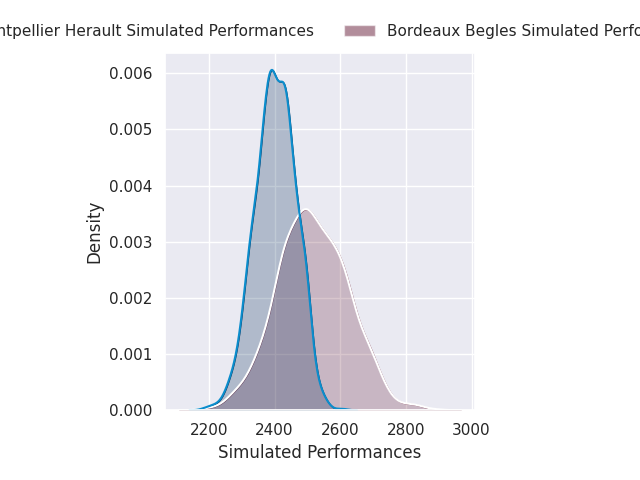 ntpellier Herault Simulated Performances
Bordeaux Begles Simulated Perfo
Density
0.006
0.005
0.004
0.003
0.002
0.001
0.000
2200 2400 2600 2800 3000
Simulated Performances